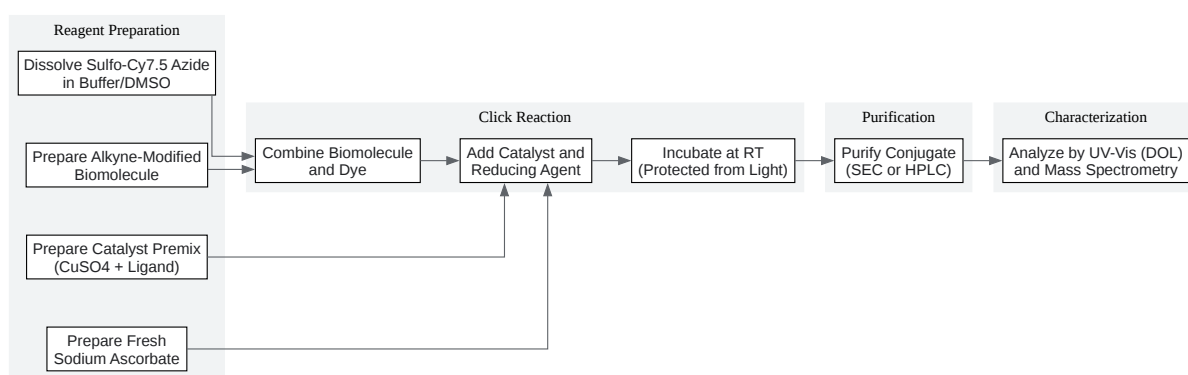 Reagent Preparation
Dissolve Sulfo-Cy7.5 Azide
in Buffer/DMSO
Prepare Alkyne-Modified
Biomolecule
Prepare Catalyst Premix
(CuSO4 + Ligand)
Prepare Fresh
Sodium Ascorbate
Click Reaction
Combine Biomolecule
and Dye
Add Catalyst and
Reducing Agent
Incubate at RT
(Protected from Light)
Purification
Purify Conjugate
(SEC or HPLC)
Characterization
Analyze by UV-Vis (DOL)
and Mass Spectrometry